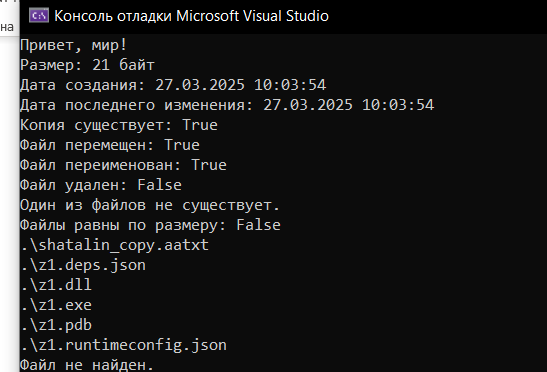 на
Консоль отладки Microsoft Visual Studio
Привет, мир!
Размер: 21 байт
Дата создания: 27.03.2025 10:03:54
Дата последнего изменения: 27.03.2025 10:03:54
Копия существует: True
Файл перемещен: True
Файл переименован: True
Файл удален: False
Один из файлов не существует.
Файлы равны по размеру: False
.\shatalin_copy.aatxt
.\z1.deps.json
.\z1.dll
.\z1.exe
.\z1.pdb
.\z1.runtimeconfig.json
Файл не найден.